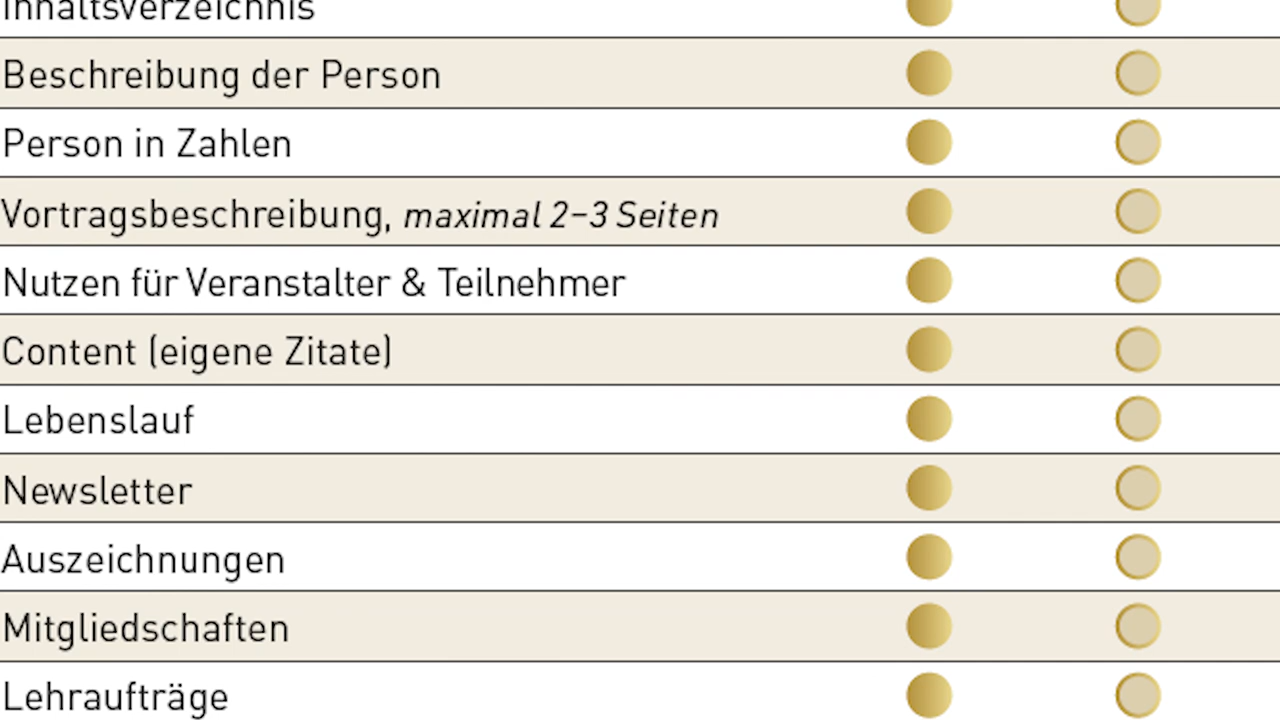 Inhaltsverzeichnis
Beschreibung der Person
Person in Zahlen
Vortragsbeschreibung, maximal 2–3 Seiten
Nutzen für Veranstalter & Teilnehmer
Content (eigene Zitate)
Lebenslauf
Newsletter
Auszeichnungen
Mitgliedschaften
Lehraufträge